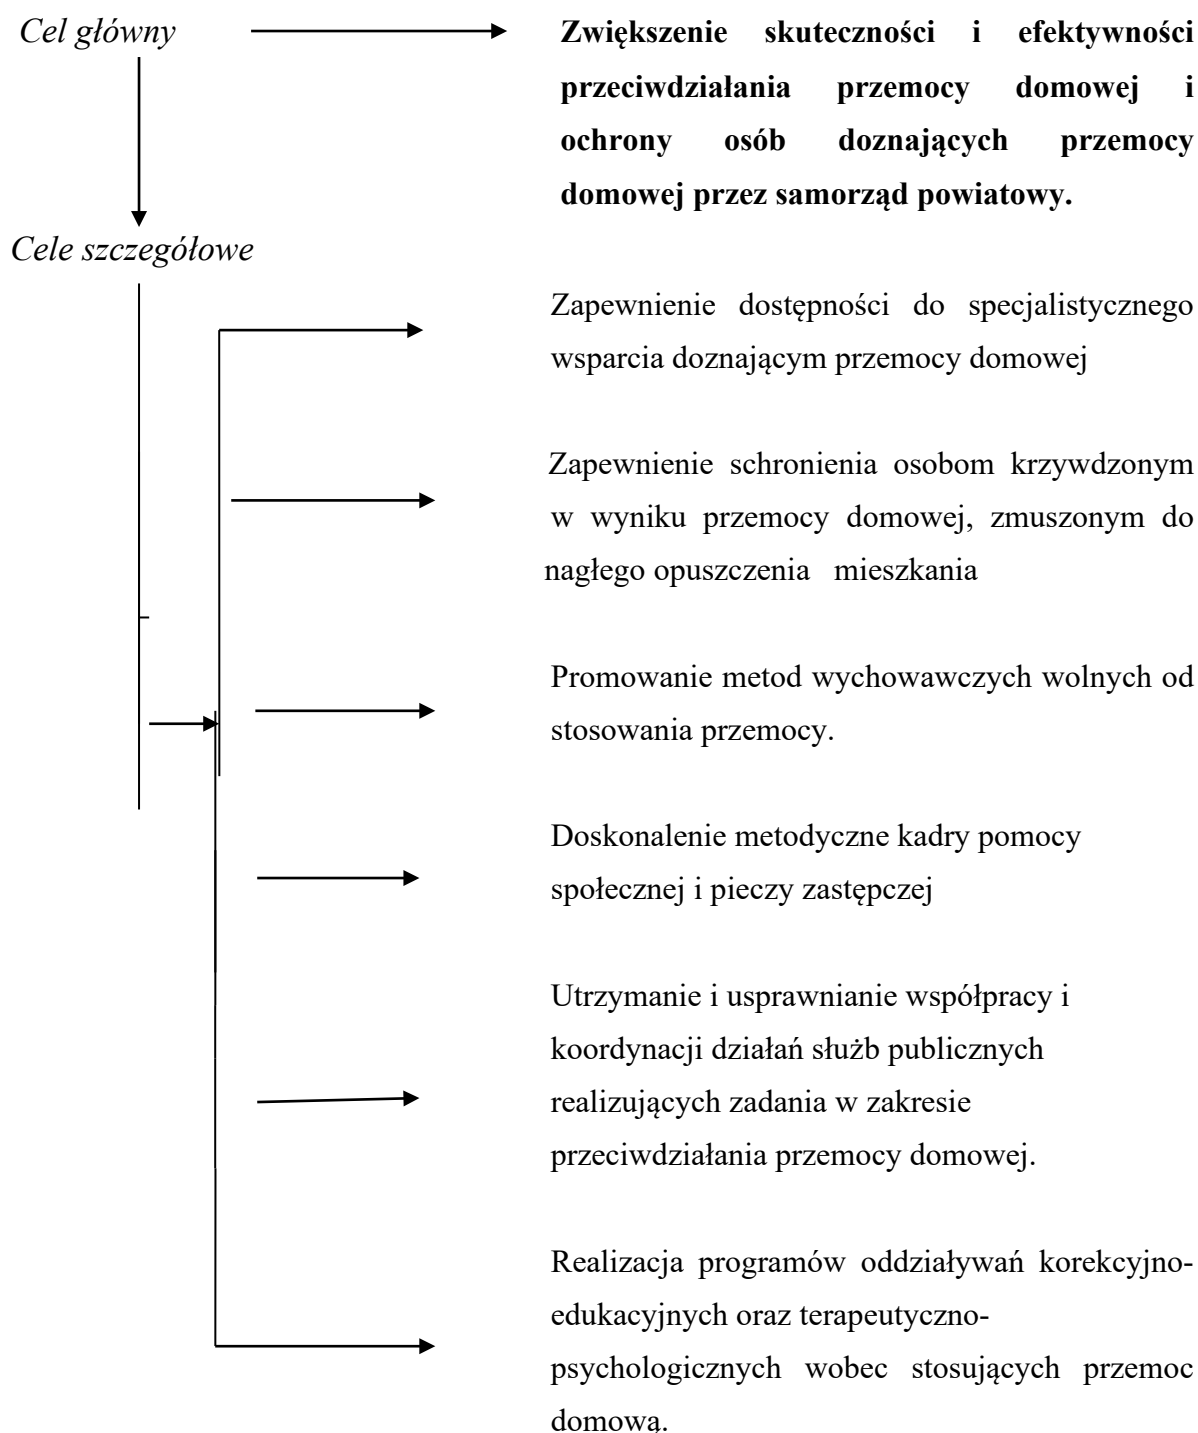 Cel główny
Zwiększenie skuteczności i efektywności
przeciwdziałania przemocy domowej i
ochrony osób doznających przemocy
domowej przez samorząd powiatowy.
Cele szczegółowe
Zapewnienie dostępności do specjalistycznego
wsparcia doznającym przemocy domowej
Zapewnienie schronienia osobom krzywdzonym
w wyniku przemocy domowej, zmuszonym do
nagłego opuszczenia mieszkania
Promowanie metod wychowawczych wolnych od
stosowania przemocy.
Doskonalenie metodyczne kadry pomocy
społecznej i pieczy zastępczej
Utrzymanie i usprawnianie współpracy i
koordynacji działań służb publicznych
realizujących zadania w zakresie
przeciwdziałania przemocy domowej.
Realizacja programów oddziaływań korekcyjno-
edukacyjnych oraz terapeutyczno-
psychologicznych wobec stosujących przemoc
domową.